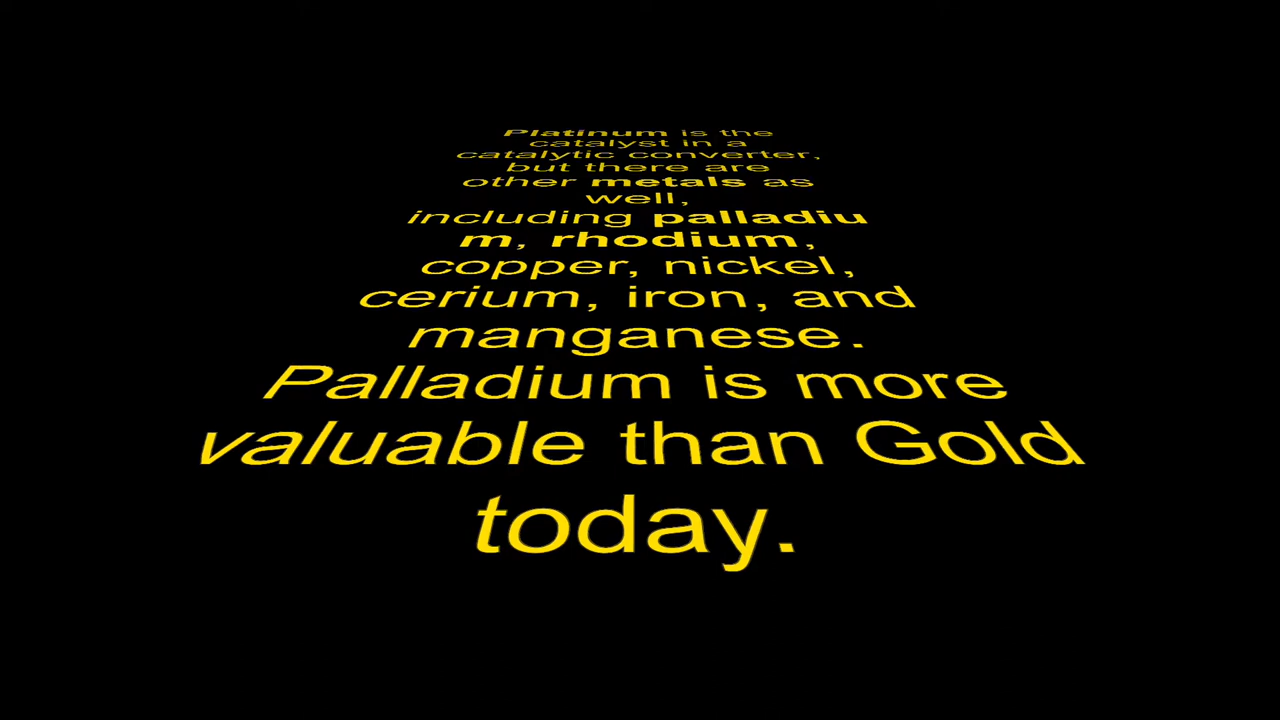 Platinum is the
catalyst in a
catalytic converter,
but there are
other metals as
well,
including palladiu
m, rhodium,
copper, nickel,
cerium, iron, and
manganese.
Palladium is more
valuable than Gold
today.